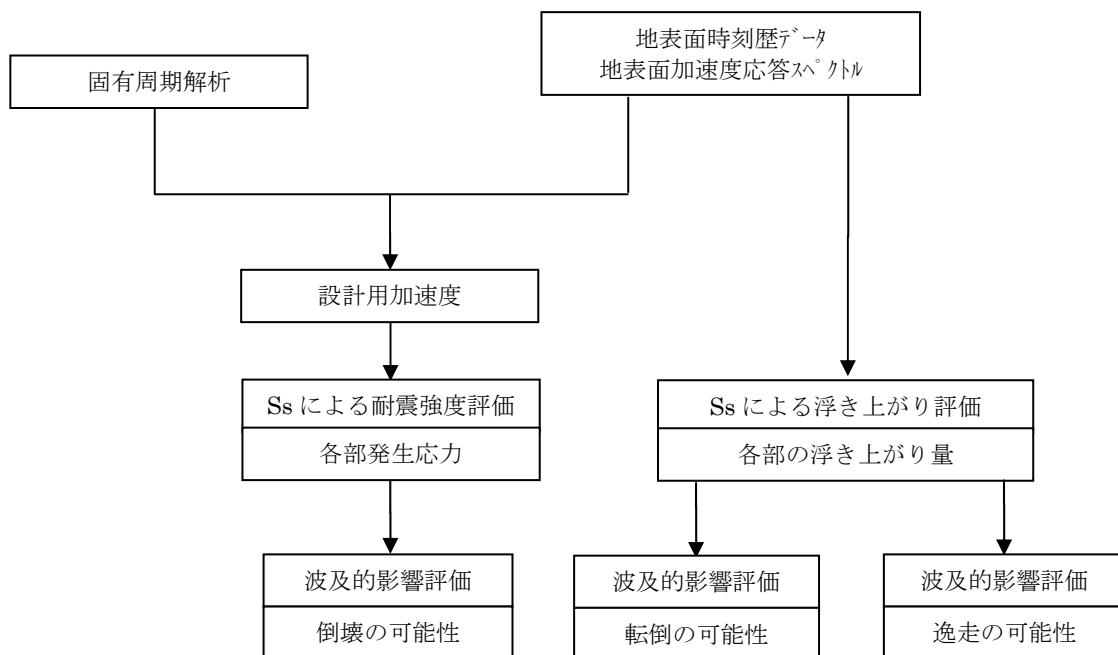 地表面時刻歴ﾃﾞｰﾀ
地表面加速度応答ｽﾍﾟｸﾄﾙ
固有周期解析
設計用加速度
Ss による耐震強度評価
各部発生応力
Ss による浮き上がり評価
各部の浮き上がり量
波及的影響評価
倒壊の可能性
波及的影響評価
転倒の可能性
波及的影響評価
逸走の可能性